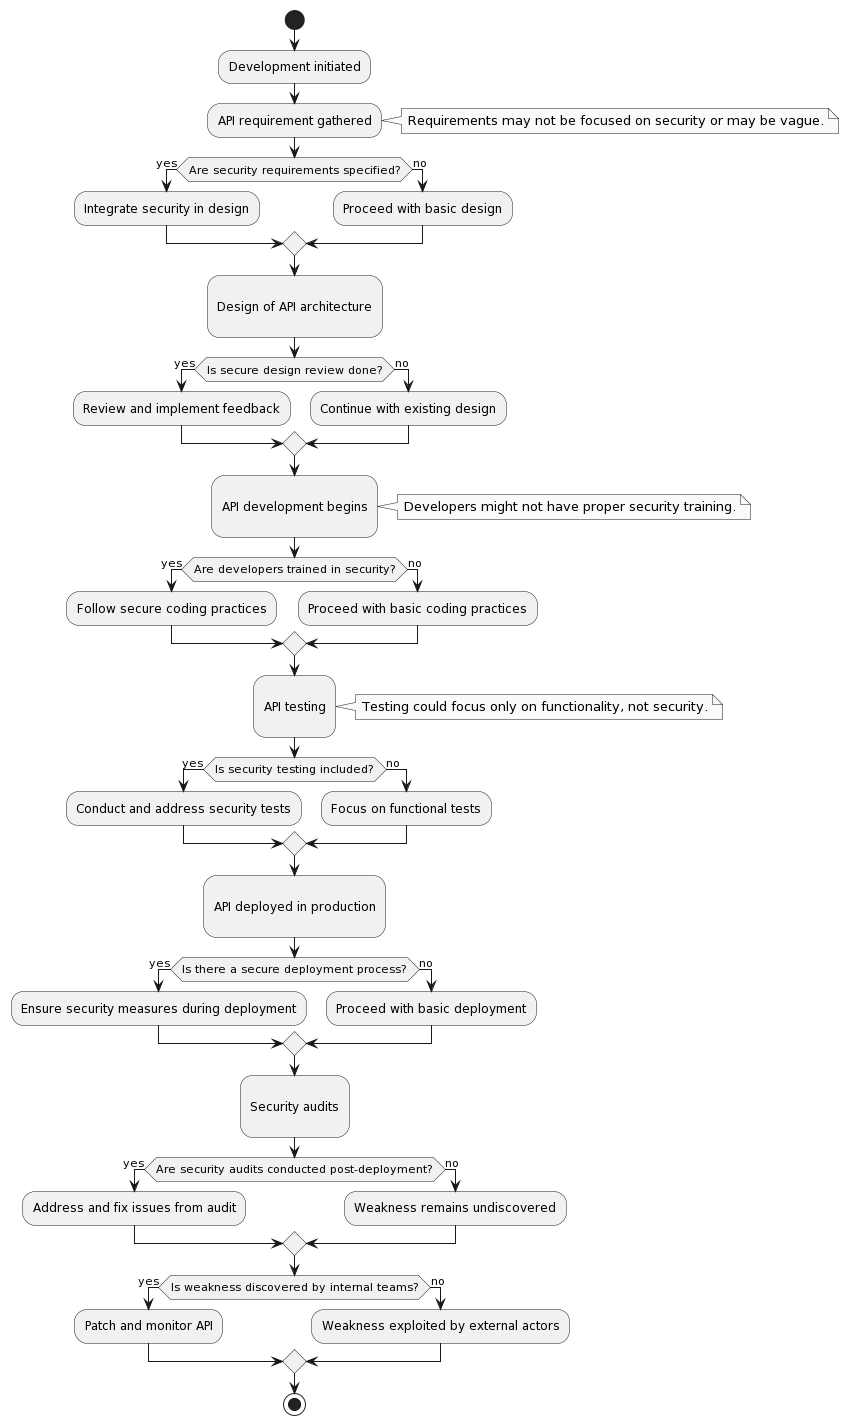 Development initiated
API requirement gathered
Requirements may not be focused on security or may be vague.
yes
Are security requirements specified?
no
Integrate security in design
Proceed with basic design
Design of API architecture
yes
Is secure design review done?
no
Review and implement feedback
Continue with existing design
API development begins
Developers might not have proper security training.
yes
Are developers trained in security?
no
Follow secure coding practices
Proceed with basic coding practices
API testing
Testing could focus only on functionality, not security.
yes
Is security testing included?
no
Conduct and address security tests
Focus on functional tests
API deployed in production
yes
Is there a secure deployment process?
no
Ensure security measures during deployment
Proceed with basic deployment
Security audits
yes
Are security audits conducted post-deployment?
no
Address and fix issues from audit
Weakness remains undiscovered
yes
Is weakness discovered by internal teams?
no
Patch and monitor API
Weakness exploited by external actors